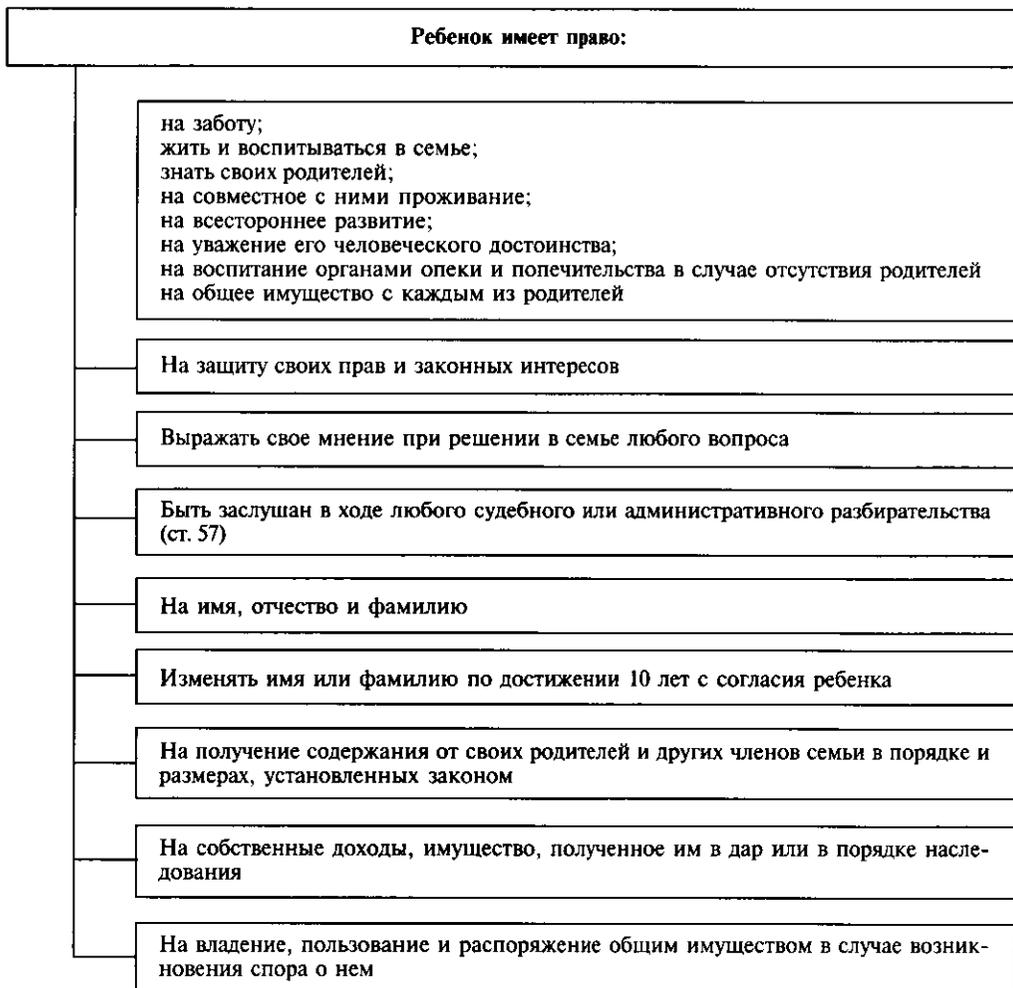 Ребенок имеет право:
на заботу;
жить и воспитываться в семье;
знать своих родителей;
на совместное с ними проживание;
на всестороннее развитие;
на уважение его человеческого достоинства;
на воспитание органами опеки и попечительства в случае отсутствия родителей
на общее имущество с каждым из родителей
На защиту своих прав и законных интересов
Выражать свое мнение при решении в семье любого вопроса
Быть заслушан в ходе любого судебного или административного разбирательства
(ст. 57)
На имя, отчество и фамилию
Изменять имя или фамилию по достижении 10 лет с согласия ребенка
На получение содержания от своих родителей и других членов семьи в порядке и
размерах, установленных законом
На собственные доходы, имущество, полученное им в дар или в порядке насле-
дования
На владение, пользование и распоряжение общим имуществом в случае возник-
новения спора о нем